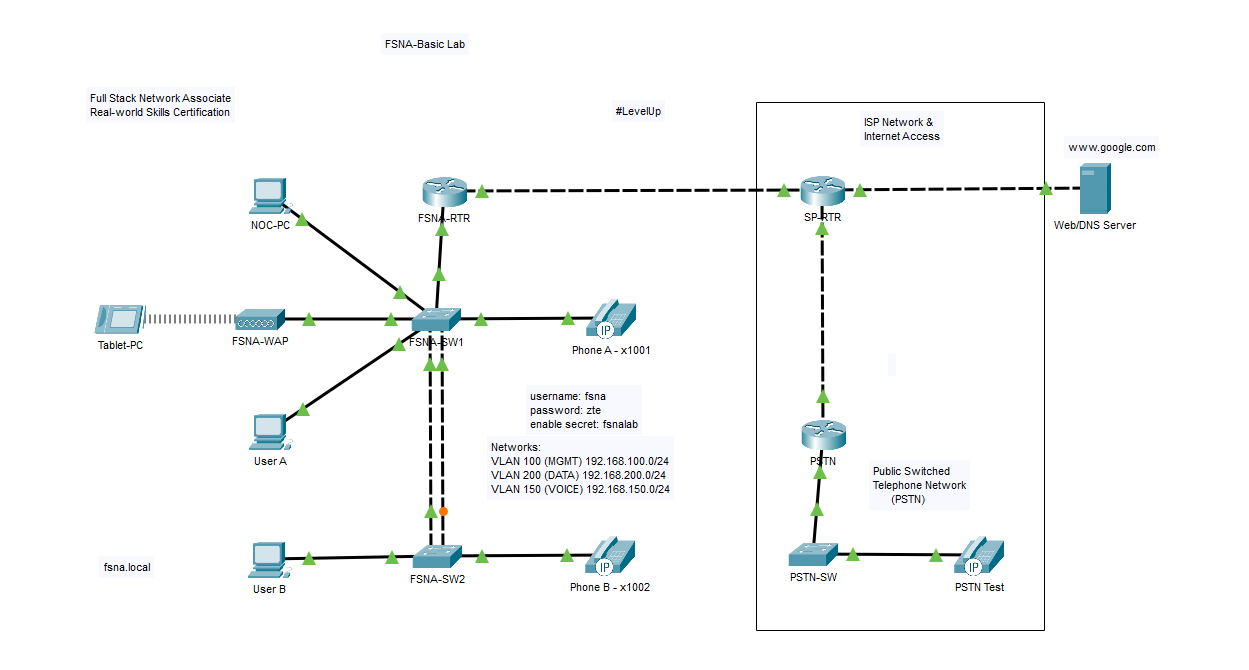 FSNA-Basic Lab
Full Stack Network Associate
Real-world Skills Certification
#LevelUp
ISP Network &
Internet Access
www.google.com
NOC-PC
FSNA-RTR
SP-RTR
Web/DNS Server
Tablet-PC
FSNA-WAP
FSNA-SW1
IP
Phone A - x1001
username: fsna
password: zte
enable secret: fsnalab
Networks:
VLAN 100 (MGMT) 192.168.100.0/24
VLAN 200 (DATA) 192.168.200.0/24
VLAN 150 (VOICE) 192.168.150.0/24
User A
PSTN
Public Switched
Telephone Network
(PSTN)
fsna.local
User B
FSNA-SW2
IP
Phone B - x1002
PSTN-SW
IP
PSTN Test